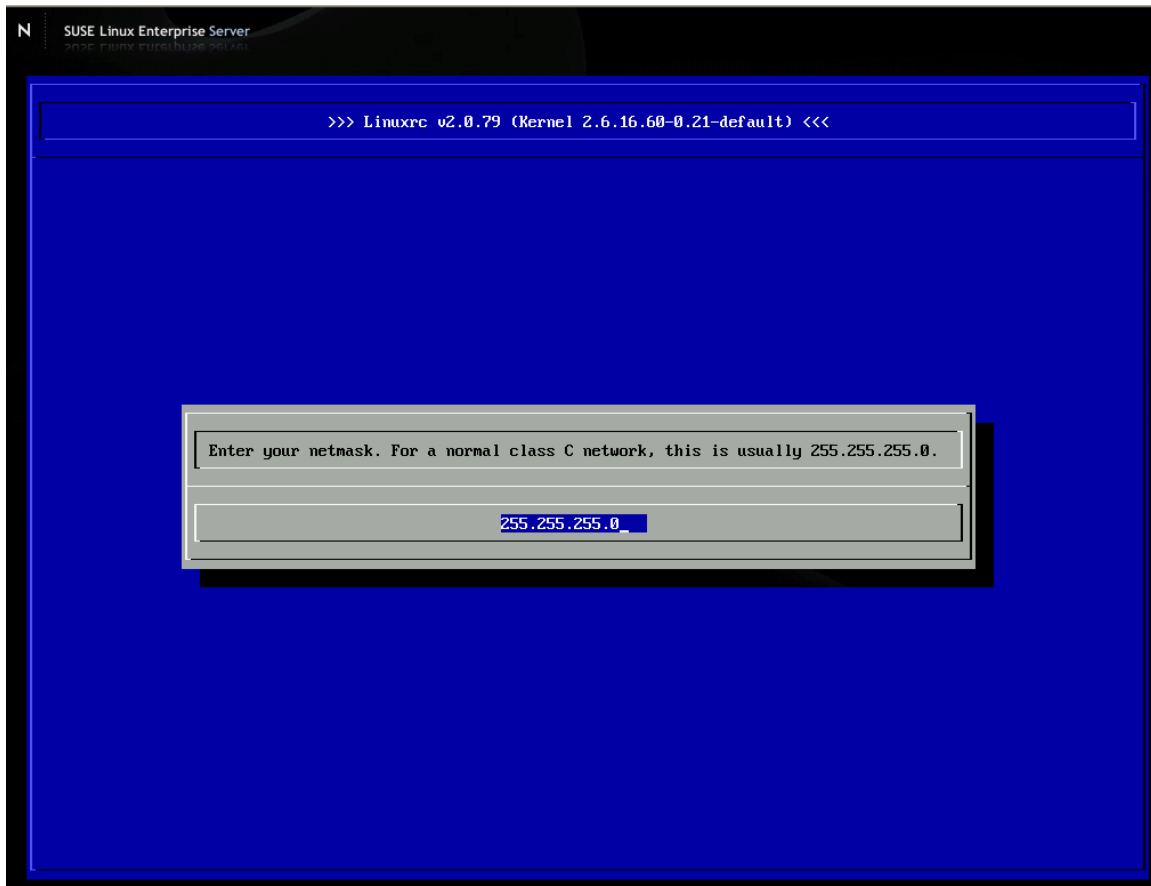 N
SUSE Linux Enterprise Server
>>> Linuxrc v2.0.79 (Kernel 2.6.16.60-0.21-default) <<<
Enter your netmask. For a normal class C network, this is usually 255.255.255.0.
255.255.255.0_